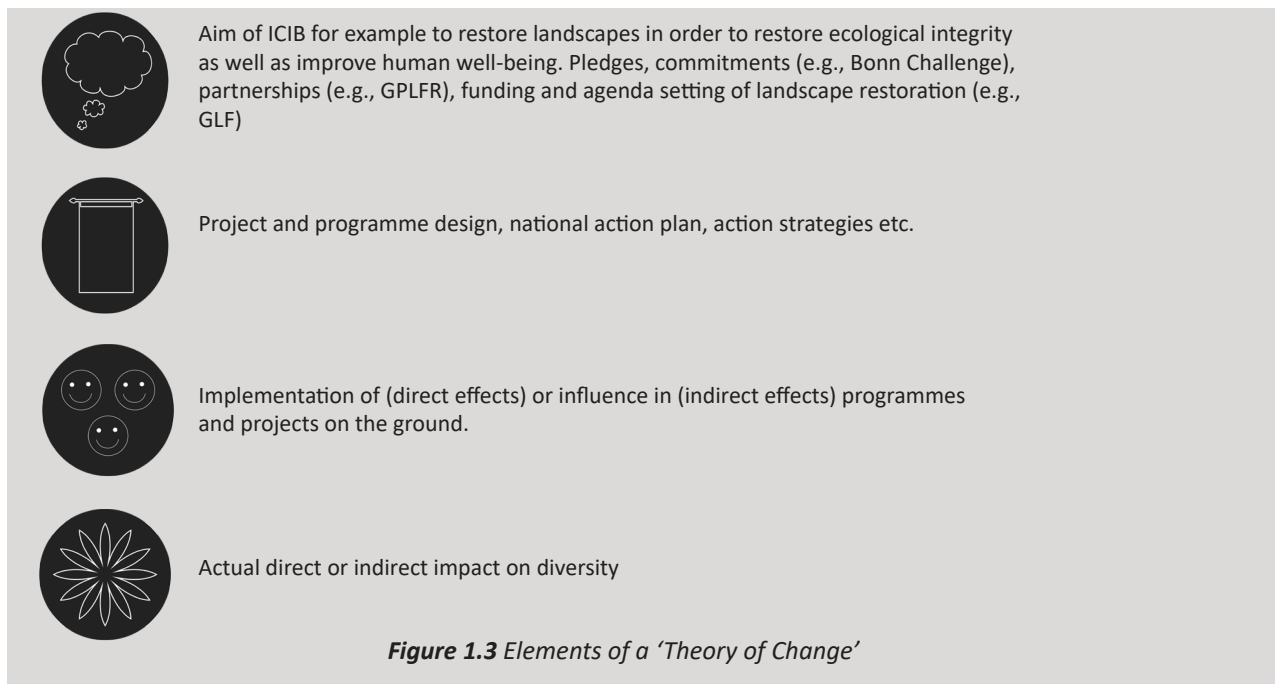 Aim of ICIB for example to restore landscapes in order to restore ecological integrity
as well as improve human well-being. Pledges, commitments (e.g., Bonn Challenge),
partnerships (e.g., GPLFR), funding and agenda setting of landscape restoration (e.g.,
GLF)
Project and programme design, national action plan, action strategies etc.
Implementation of (direct effects) or influence in (indirect effects) programmes
and projects on the ground.
Actual direct or indirect impact on diversity
Figure 1.3 Elements of a ‘Theory of Change’